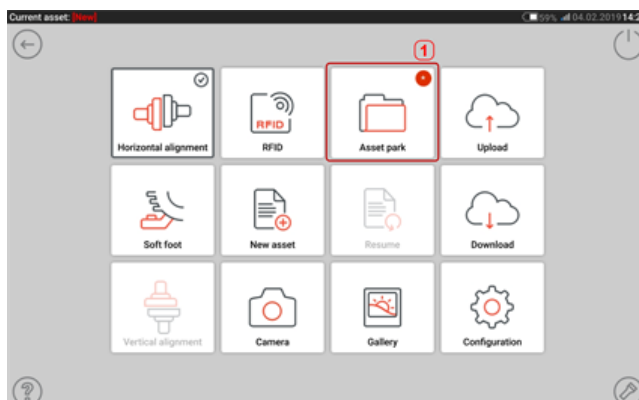 Current asset: [New]
59% 04.02.2019 14:2
1
Horizontal alignment
RFID
RFID
Asset park
Upload
Soft foot
New asset
Resume
Download
Vertical alignment
Camera
Gallery
Configuration
?